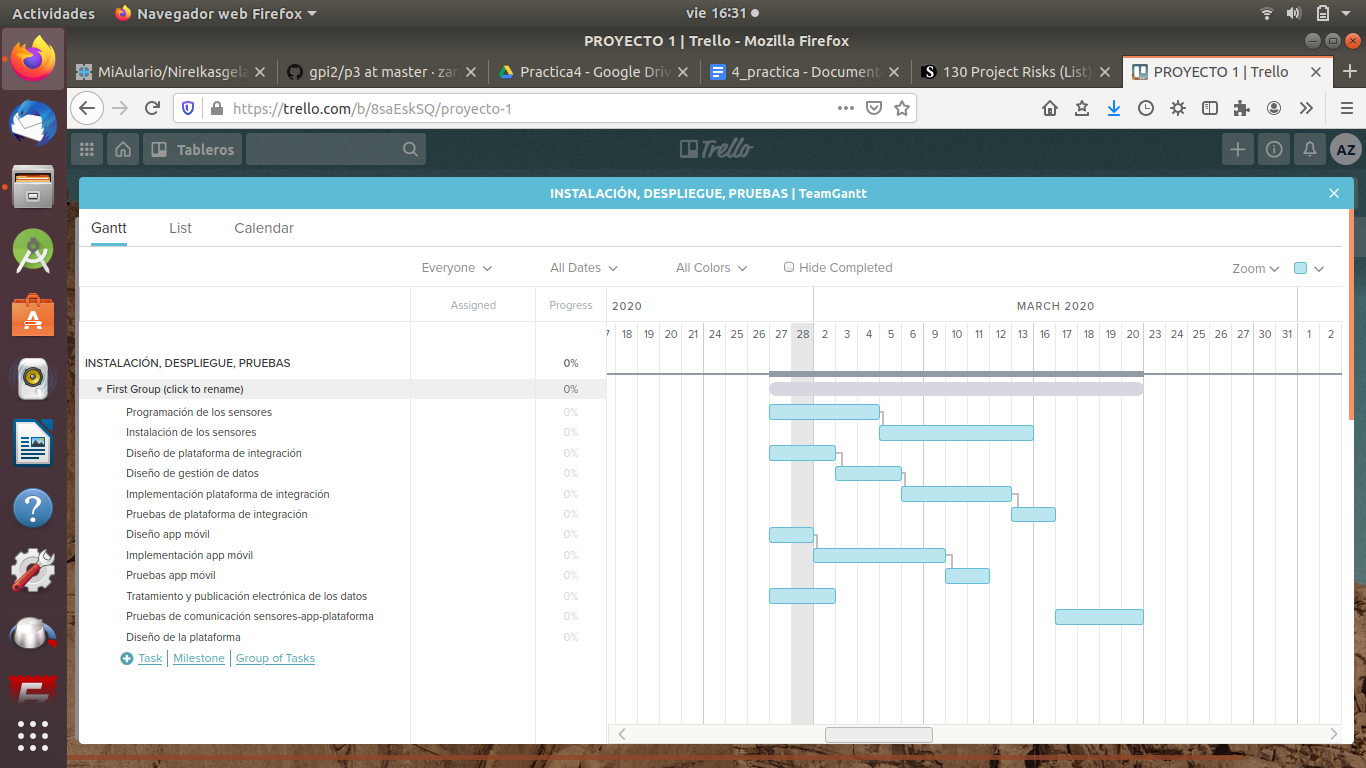 Actividades Navegador web Firefox vie 16:31
PROYECTO 1 | Trello - Mozilla Firefox
MiAulario/NireIkasgela gpi2/p3 at master · zar Practica4 - Google Driv 4_practica - Document 130 Project Risks (List) PROYECTO 1 | Trello
https://trello.com/b/8saEskSQ/proyecto-1
Tableros Trello AZ
INSTALACIÓN, DESPLIEGUE, PRUEBAS | TeamGantt
Gantt List Calendar
Everyone All Dates All Colors Hide Completed Zoom
Assigned Progress 2020 MARCH 2020
7 18 19 20 21 24 25 26 27 28 2 3 4 5 6 9 10 11 12 13 16 17 18 19 20 23 24 25 26 27 30 31 1 2
INSTALACIÓN, DESPLIEGUE, PRUEBAS 0%
First Group (click to rename) 0%
Programación de los sensores 0%
Instalación de los sensores 0%
Diseño de plataforma de integración 0%
Diseño de gestión de datos 0%
Implementación plataforma de integración 0%
Pruebas de plataforma de integración 0%
Diseño app móvil 0%
Implementación app móvil 0%
Pruebas app móvil 0%
Tratamiento y publicación electrónica de los datos 0%
Pruebas de comunicación sensores-app-plataforma 0%
Diseño de la plataforma 0%
Task Milestone Group of Tasks